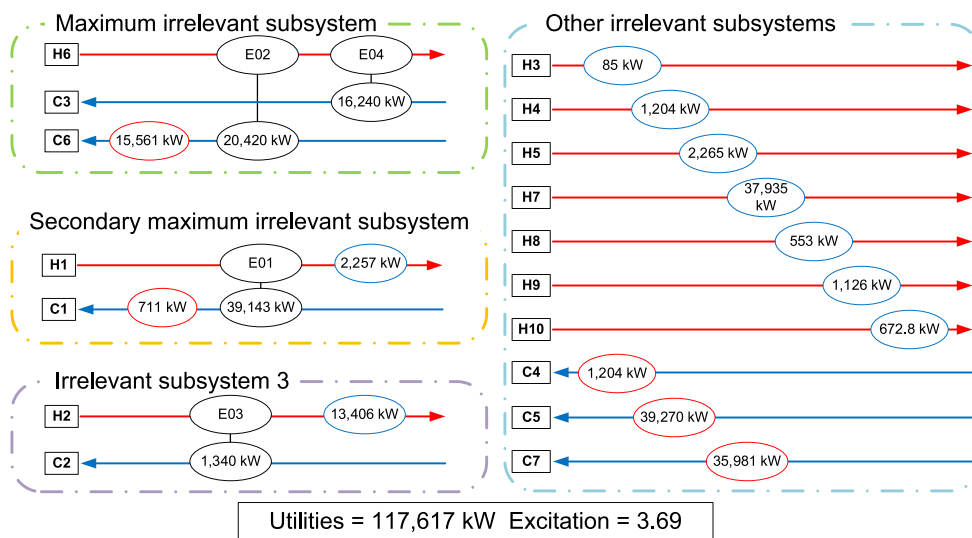 Maximum irrelevant subsystem
H6
E02
E04
C3
16,240 kW
C6
15,561 kW
20,420 kW
Secondary maximum irrelevant subsystem
H1
E01
2,257 kW
C1
711 kW
39,143 kW
Irrelevant subsystem 3
H2
E03
13,406 kW
C2
1,340 kW
Other irrelevant subsystems
H3
85 kW
H4
1,204 kW
H5
2,265 kW
H7
37,935
kW
H8
553 kW
H9
1,126 kW
H10
672.8 kW
C4
1,204 kW
C5
39,270 kW
C7
35,981 kW
Utilities = 117,617 kW Excitation = 3.69